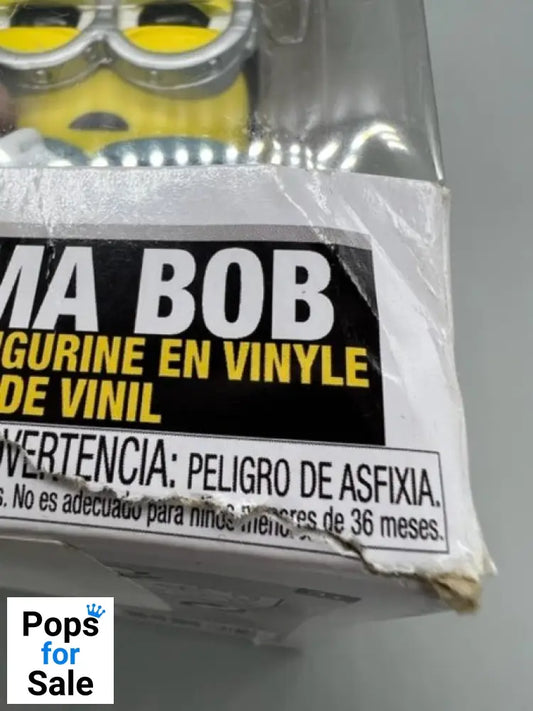 MA BOB
IGURINE EN VINYLE
DE VINIL
VERTENCIA: PELIGRO DE ASFIXIA.
s. No es adecuado para niños menores de 36 meses.
Pops
for
Sale